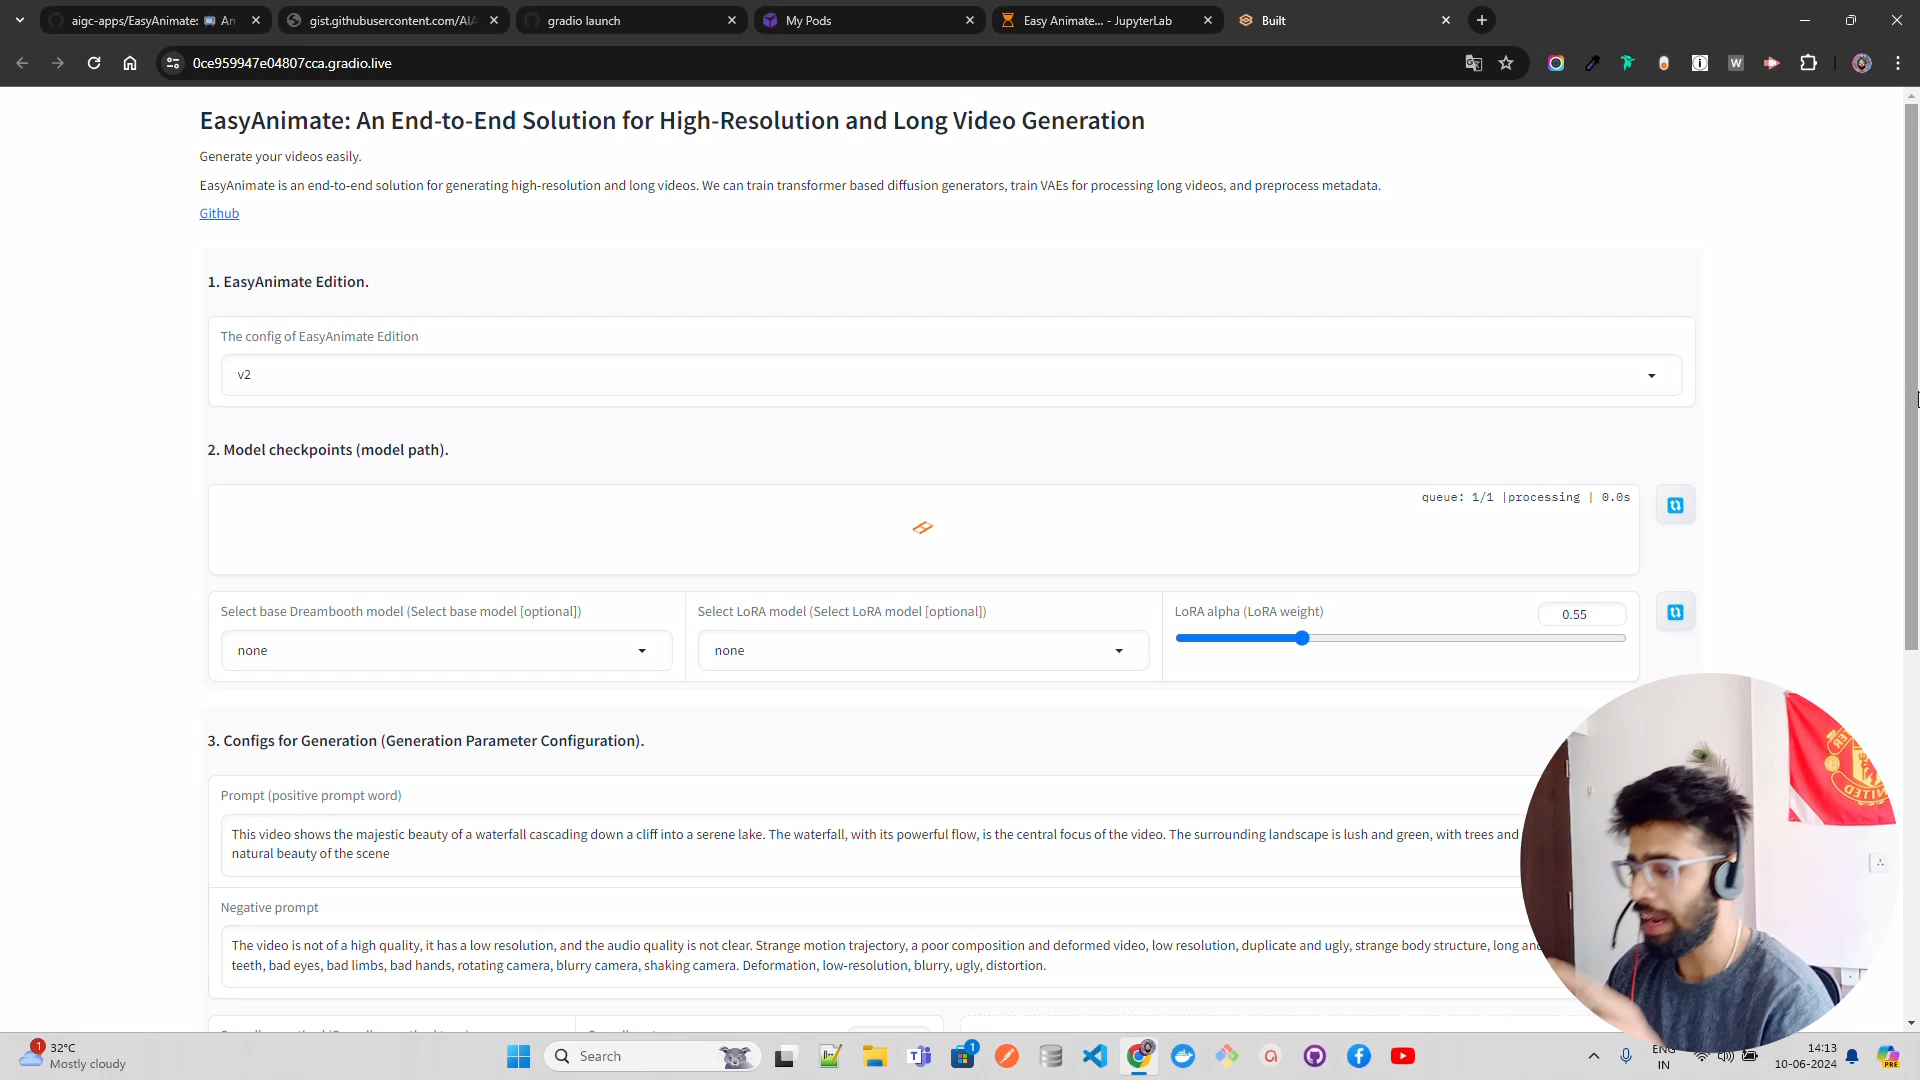 aigc-apps/EasyAnimate: An
gist.githubusercontent.com/AIA
gradio launch
My Pods
Easy Animate... - JupyterLab
Built
0ce959947e04807cca.gradio.live
EasyAnimate: An End-to-End Solution for High-Resolution and Long Video Generation
Generate your videos easily.
EasyAnimate is an end-to-end solution for generating high-resolution and long videos. We can train transformer based diffusion generators, train VAEs for processing long videos, and preprocess metadata.
Github
1. EasyAnimate Edition.
The config of EasyAnimate Edition
v2
2. Model checkpoints (model path).
queue: 1/1 |processing | 0.0s
Select base Dreambooth model (Select base model [optional])
none
Select LoRA model (Select LoRA model [optional])
none
LoRA alpha (LoRA weight)
0.55
3. Configs for Generation (Generation Parameter Configuration).
Prompt (positive prompt word)
This video shows the majestic beauty of a waterfall cascading down a cliff into a serene lake. The waterfall, with its powerful flow, is the central focus of the video. The surrounding landscape is lush and green, with trees and
natural beauty of the scene
Negative prompt
The video is not of a high quality, it has a low resolution, and the audio quality is not clear. Strange motion trajectory, a poor composition and deformed video, low resolution, duplicate and ugly, strange body structure, long and
teeth, bad eyes, bad limbs, bad hands, rotating camera, blurry camera, shaking camera. Deformation, low-resolution, blurry, ugly, distortion.
UNITED
1
32°C
Mostly cloudy
Search
1
ENG
IN
14:13
10-06-2024
PRE